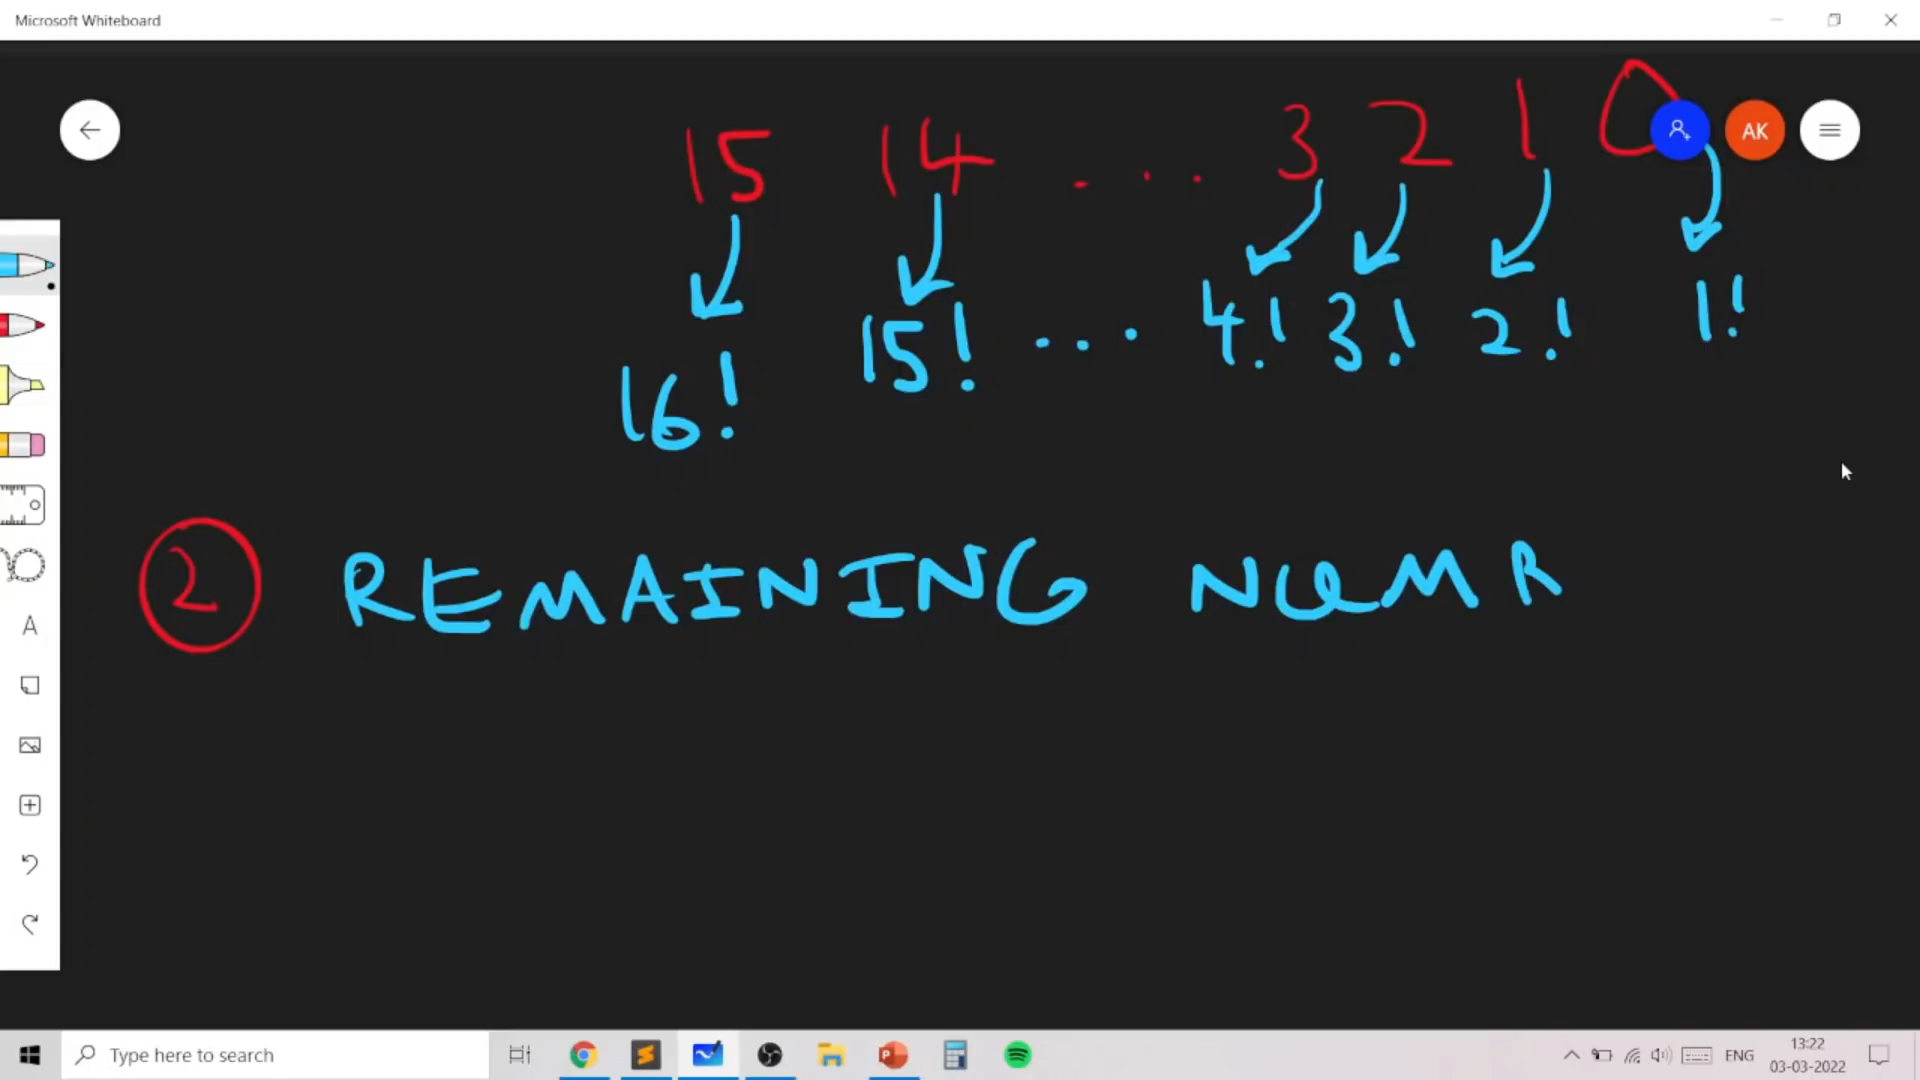 Microsoft Whiteboard
15 14 . . . 3 2 1 0
AK
16! 15! . . . 4! 3! 2! 1!
2 REMAINING NUMR
A
Type here to search
ENG
13:22
03-03-2022